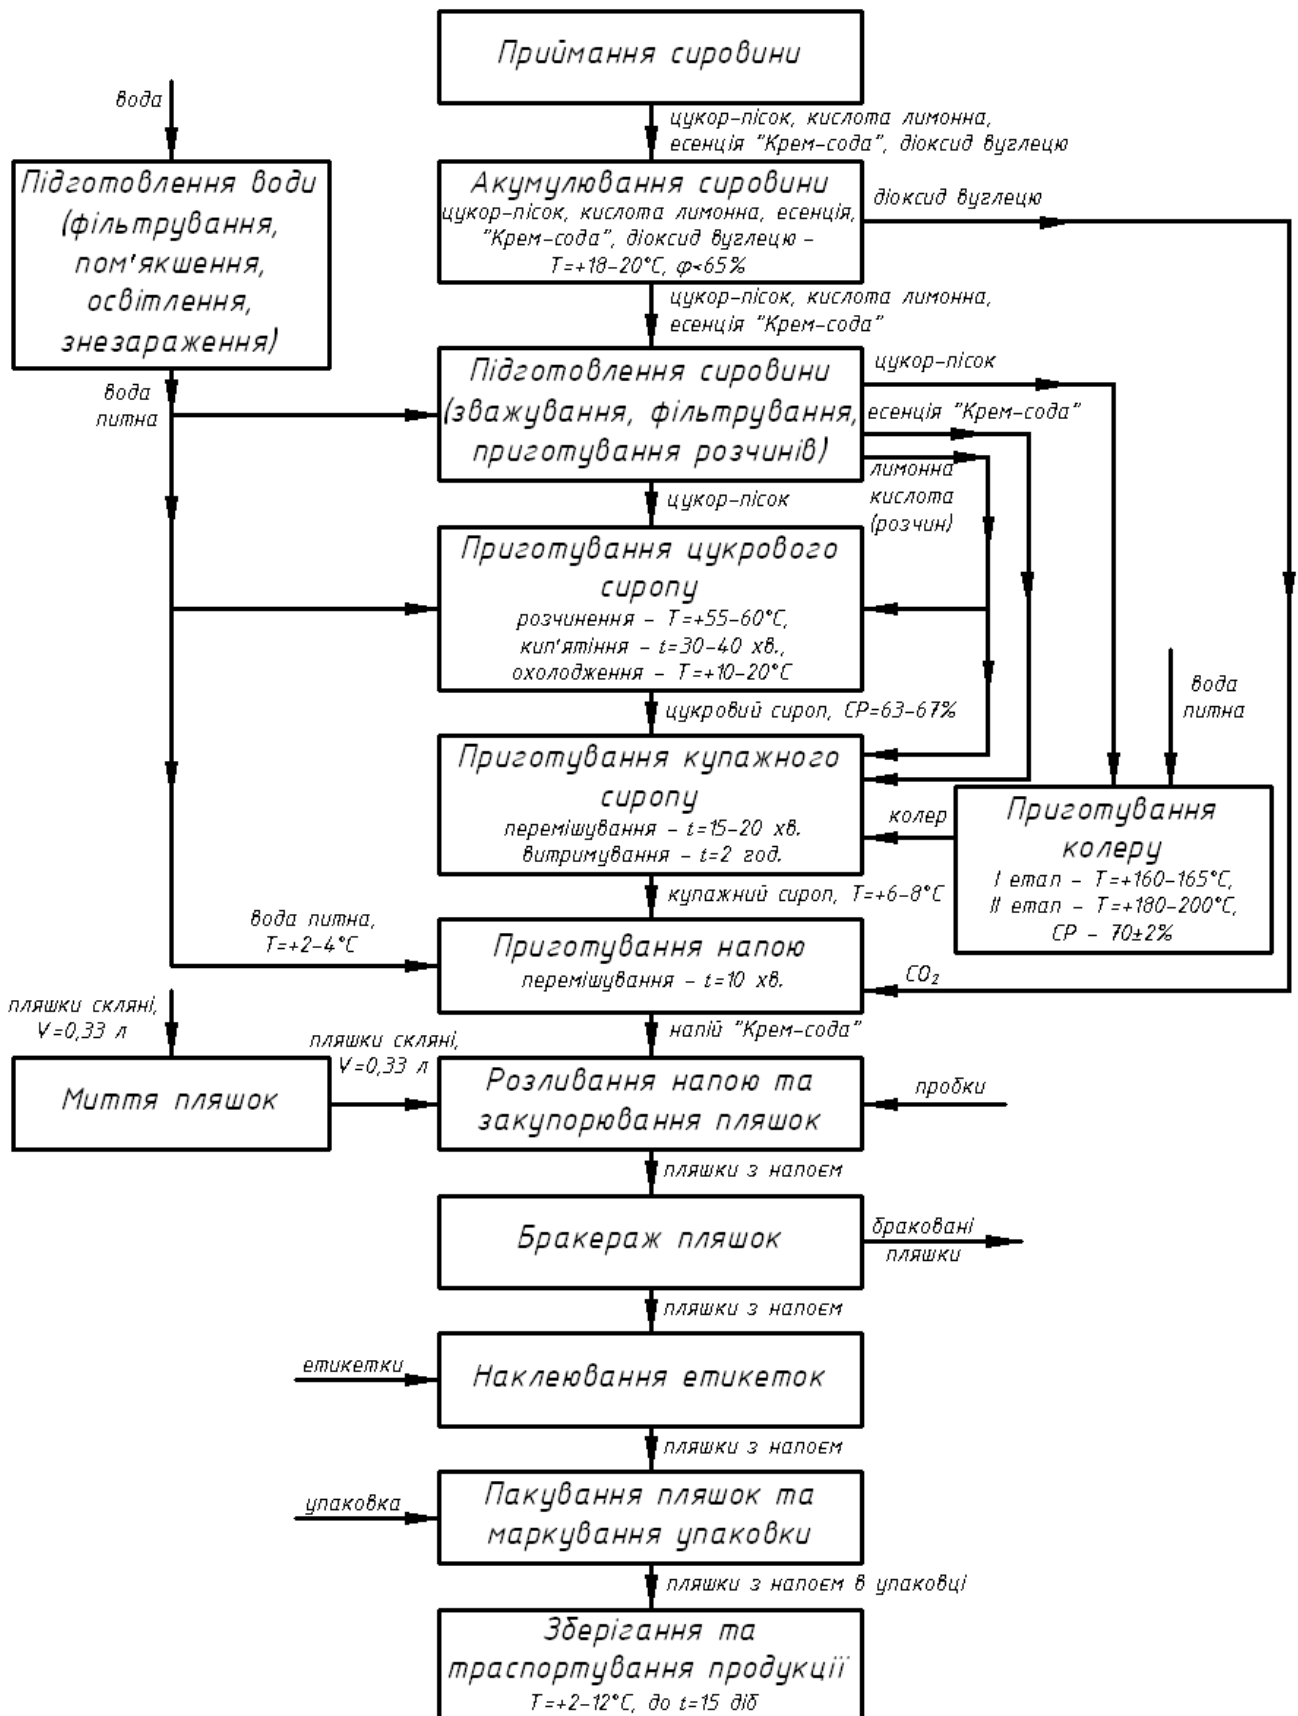 Приймання сировини
вода
цукор-пісок, кислота лимонна,
есенція "Крем-сода", діоксид вуглецю
Підготовлення води
(фільтрування,
пом'якшення,
освітлення,
знезараження)
Акумулювання сировини
цукор-пісок, кислота лимонна, есенція,
"Крем-сода", діоксид вуглецю -
T=+18-20°C, φ<65%
діоксид вуглецю
цукор-пісок, кислота лимонна,
есенція "Крем-сода"
вода
питна
Підготовлення сировини
(зважування, фільтрування,
приготування розчинів)
цукор-пісок
есенція "Крем-сода"
лимонна
кислота
(розчин)
цукор-пісок
Приготування цукрового
сиропу
розчинення - T=+55-60°C,
кип'ятіння - t=30-40 хв.,
охолодження - T=+10-20°C
вода
питна
цукровий сироп, СР=63-67%
Приготування купажного
сиропу
перемішування - t=15-20 хв.
витримування - t=2 год.
колер
Приготування
колеру
I етап - T=+160-165°C,
II етап - T=+180-200°C,
СР - 70±2%
купажний сироп, T=+6-8°C
вода питна,
T=+2-4°C
Приготування напою
перемішування - t=10 хв.
CO₂
пляшки скляні,
V=0,33 л
напій "Крем-сода"
пляшки скляні,
V=0,33 л
Миття пляшок
Розливання напою та
закупорювання пляшок
пробки
пляшки з напоєм
Бракераж пляшок
браковані
пляшки
пляшки з напоєм
етикетки
Наклеювання етикеток
пляшки з напоєм
упаковка
Пакування пляшок та
маркування упаковки
пляшки з напоєм в упаковці
Зберігання та
траспортування продукції
T=+2-12°C, до t=15 діб